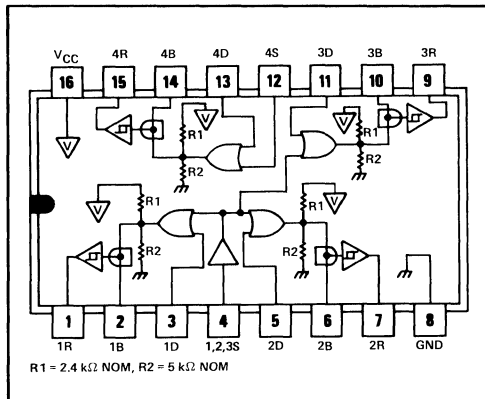 VCC 4R 4B 4D 4S 3D 3B 3R
16 15 14 13 12 11 10 9
V V R1 V R1
R2 R2
V R1 R1 V
R2 R2
1 2 3 4 5 6 7 8
1R 1B 1D 1,2,3S 2D 2B 2R GND
R1 = 2.4 kΩ NOM, R2 = 5 kΩ NOM